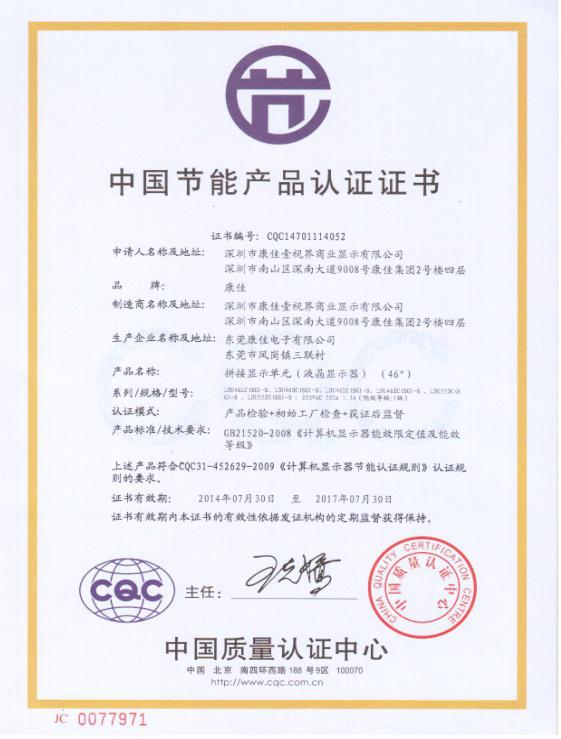 中国节能产品认证证书
证书编号: CQC14701114052
申请人名称及地址: 深圳市康佳壹视界商业显示有限公司
深圳市南山区深南大道9008号康佳集团2号楼四层
品 牌: 康佳
制造商名称及地址: 深圳市康佳壹视界商业显示有限公司
深圳市南山区深南大道9008号康佳集团2号楼四层
生产企业名称及地址: 东莞康佳电子有限公司
东莞市凤岗镇三联村
产品名称: 拼接显示单元(液晶显示器) (46")
系列/规格/型号:
认证模式: 产品检验+初始工厂检查+获证后监督
产品标准/技术要求: GB21520-2008《计算机显示器能效限定值及能效
等级》
上述产品符合CQC31-452629-2009《计算机显示器节能认证规则》认证规
则的要求。
证书有效期: 2014年07月30日 至 2017年07月30日
证书有效期内本证书的有效性依据发证机构的定期监督获得保持。
CQC
主任:
CHINA QUALITY CERTIFICATION CENTRE
中国质量认证中心
中国质量认证中心
中国 北京 南四环西路 188 号 9区 100070
http://www.cqc.com.cn
JC 0077971